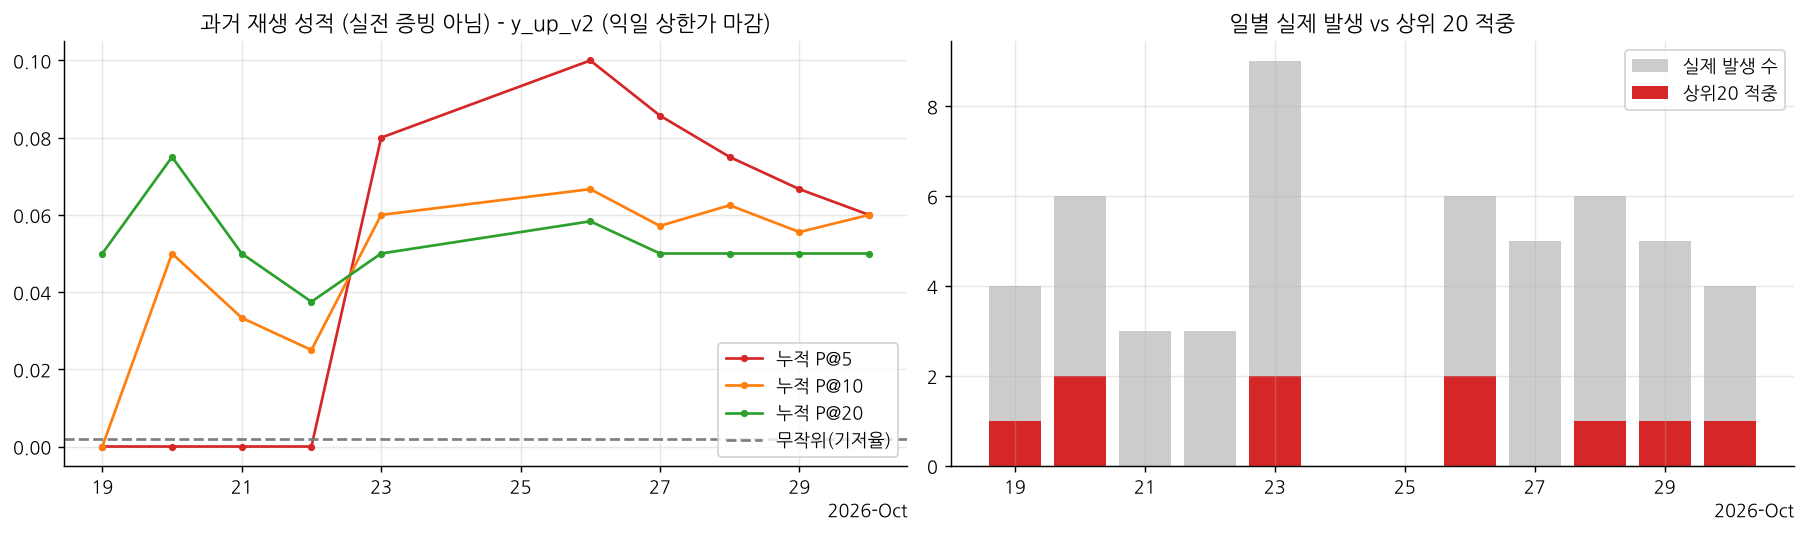 과거 재생 성적 (실전 증빙 아님) - y_up_v2 (익일 상한가 마감)
0.10
0.08
0.06
0.04
0.02
0.00
누적 P@5
누적 P@10
누적 P@20
무작위(기저율)
19 21 23 25 27 29
2026-Oct
일별 실제 발생 vs 상위 20 적중
실제 발생 수
상위20 적중
8
6
4
2
0
19 21 23 25 27 29
2026-Oct